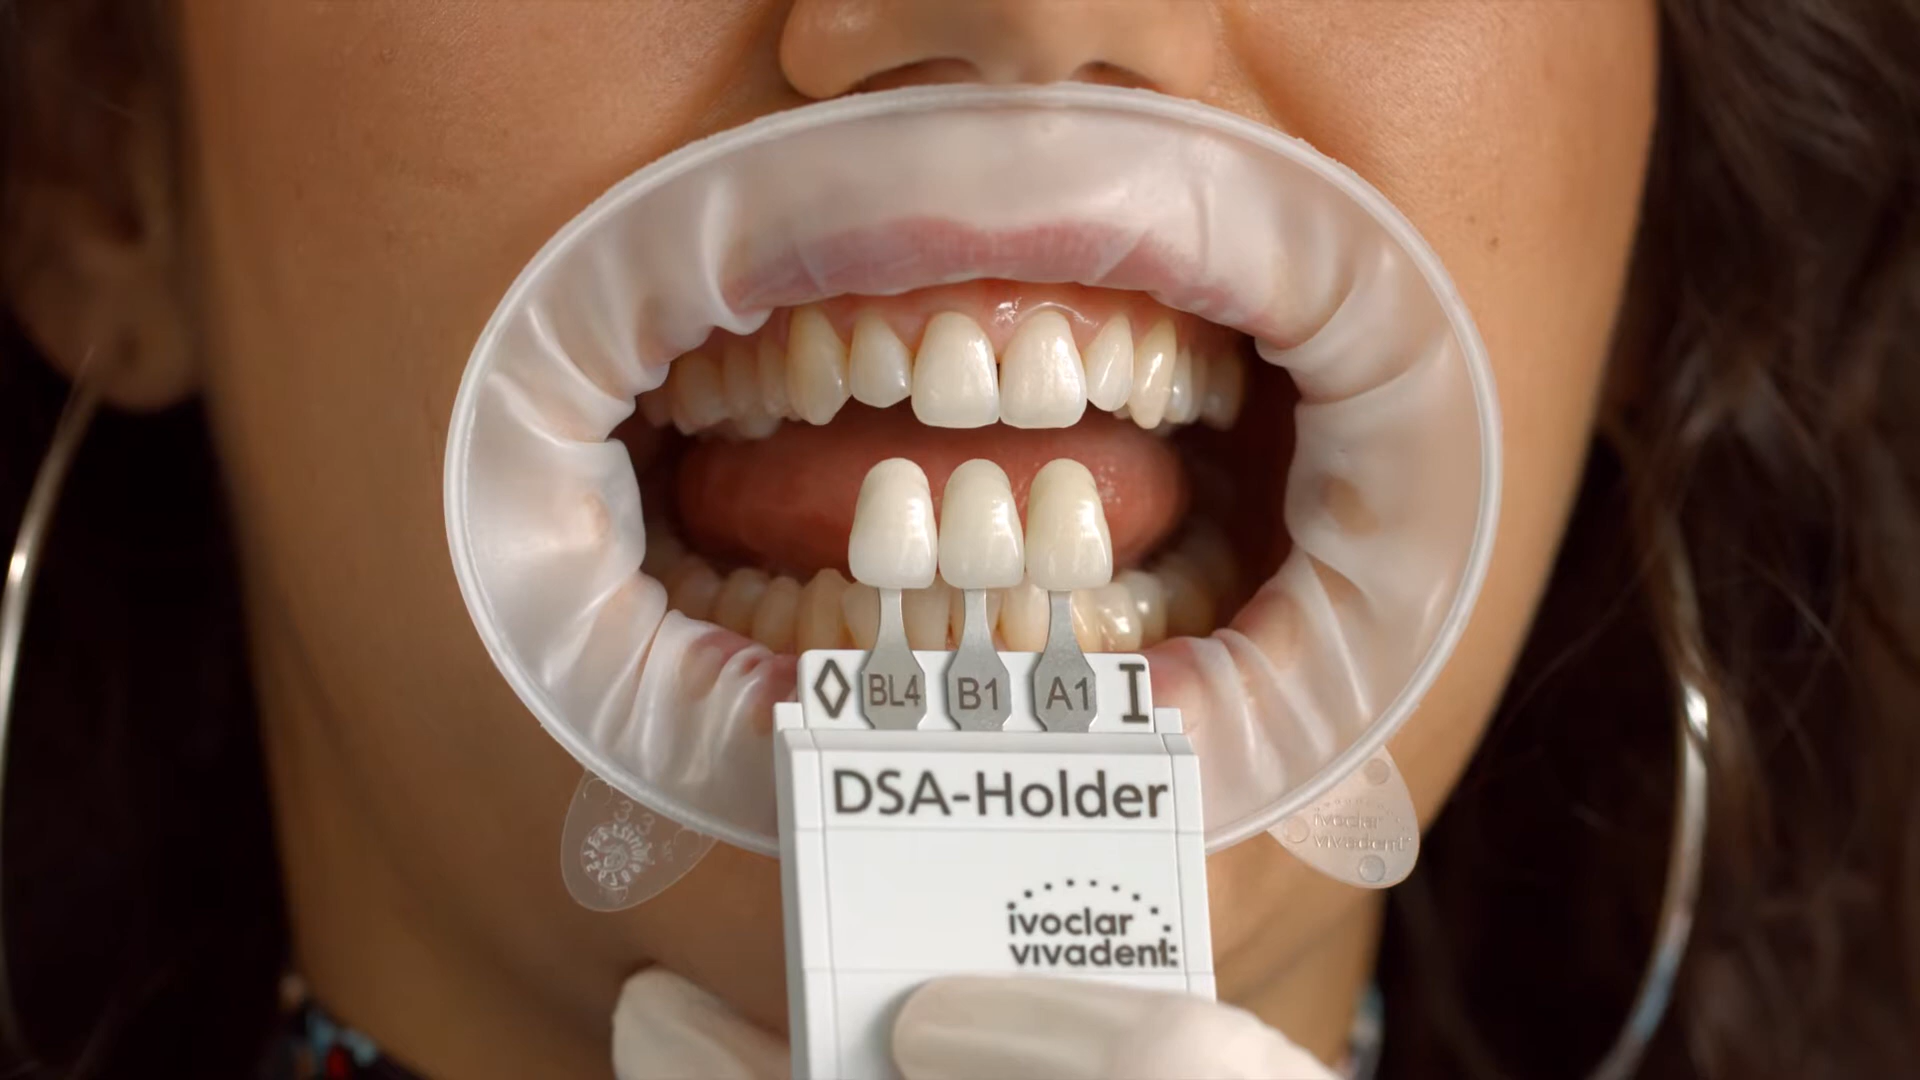 BL4 B1 A1 I
DSA-Holder
ivoclar
vivadent:
ivoclar
vivadent